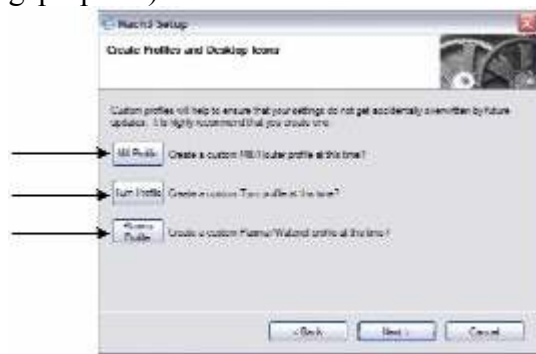 Mach3 Setup
Create Profiles and Desktop Icons
Custom profiles will help to ensure that your settings do not get accidentally overwritten by future
updates. It is highly recommend that you create one.
Mill Profile Create a custom Mill/Router profile at this time?
Turn Profile Create a custom Turn profile at this time?
Plasma
Profile Create a custom Plasma/Waterjet profile at this time?
< Back Next > Cancel